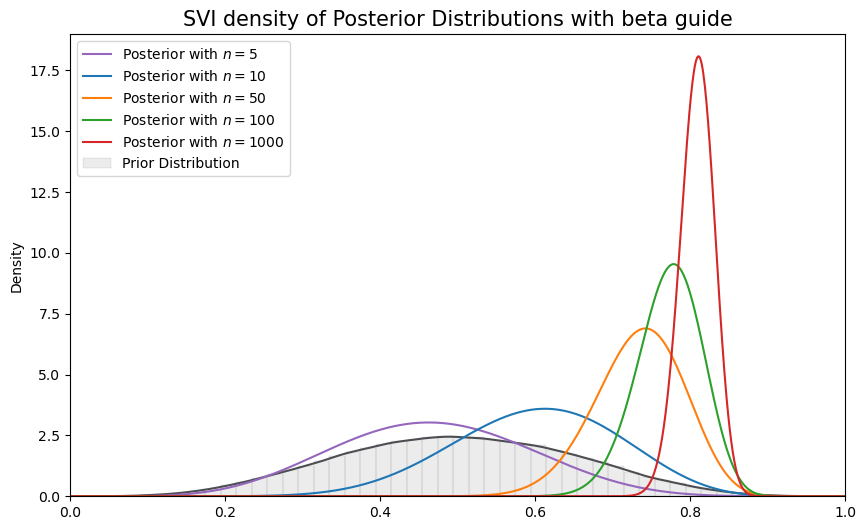 SVI density of Posterior Distributions with beta guide
Posterior with n = 5
Posterior with n = 10
Posterior with n = 50
Posterior with n = 100
Posterior with n = 1000
Prior Distribution
Density
17.5
15.0
12.5
10.0
7.5
5.0
2.5
0.0
0.0 0.2 0.4 0.6 0.8 1.0